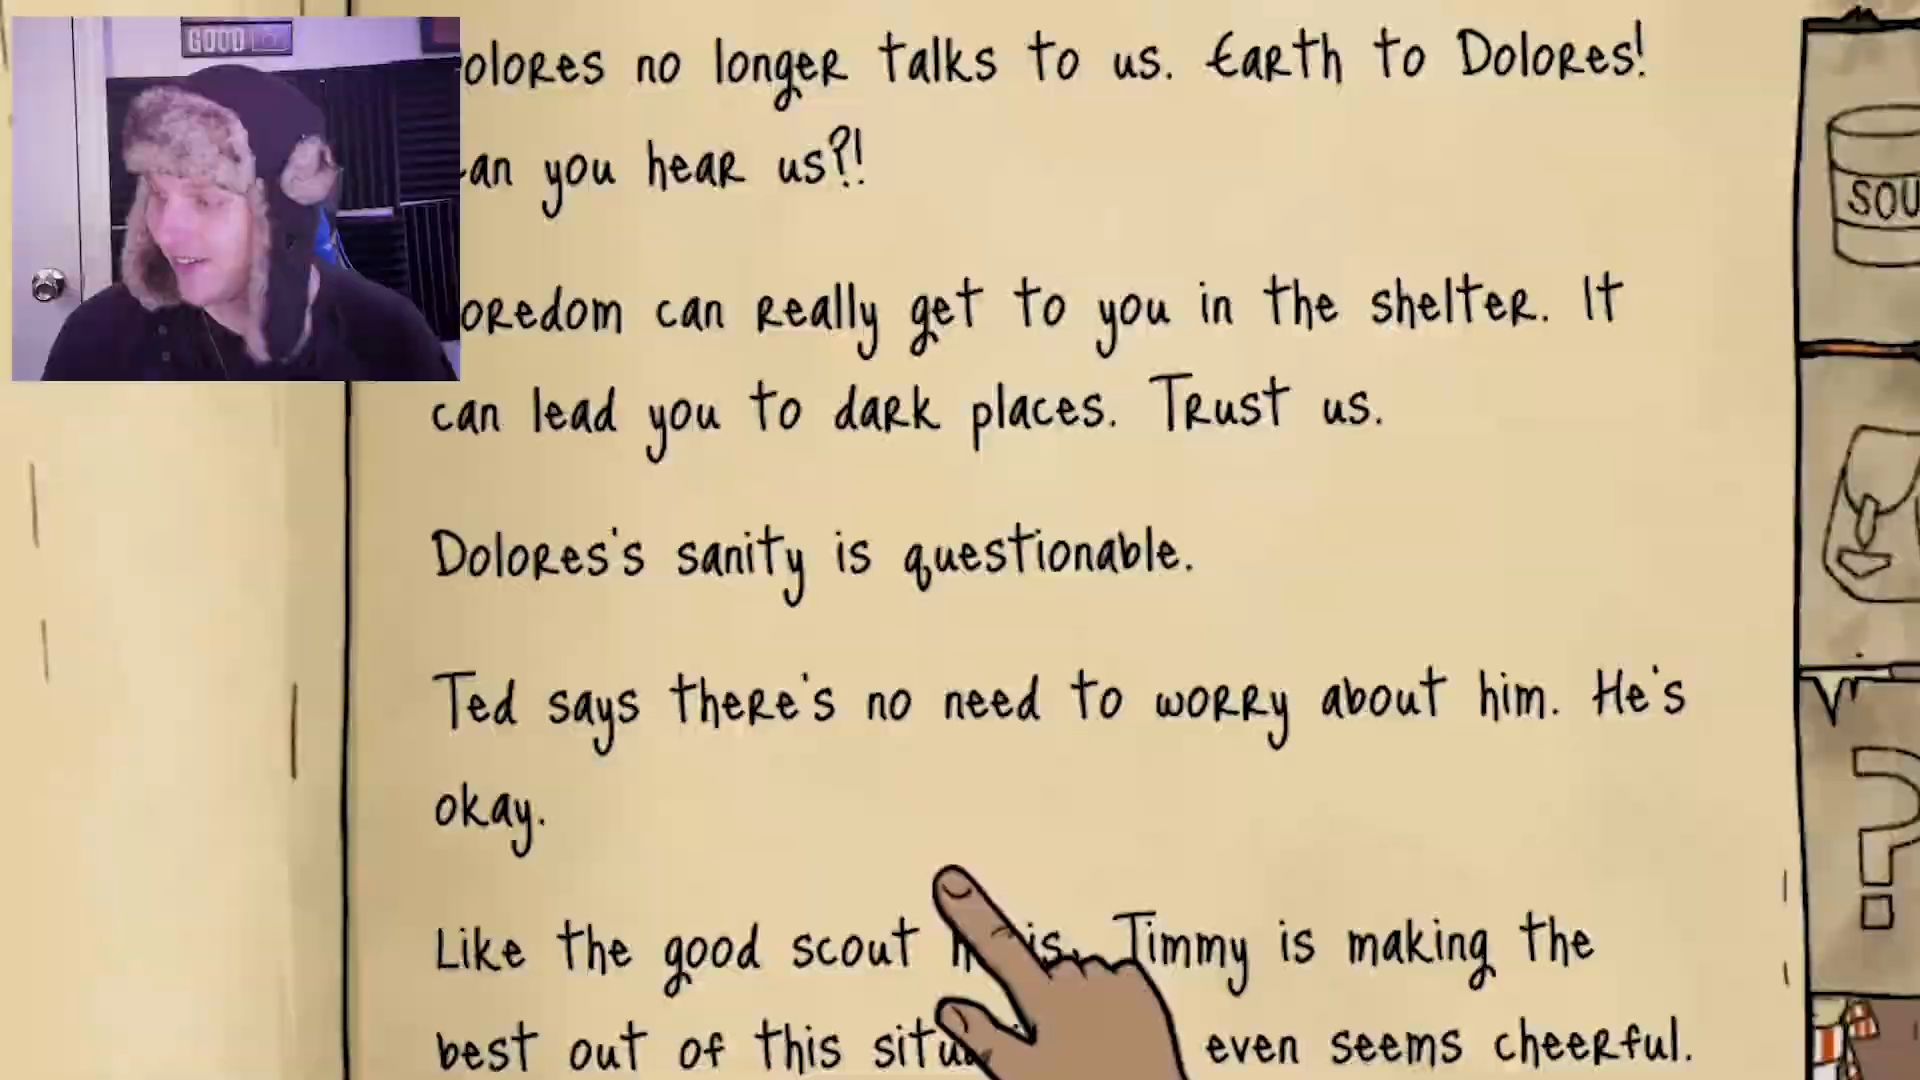 GOOD
olores no longer talks to us. Earth to Dolores!
an you hear us?!
oredom can really get to you in the shelter. It
can lead you to dark places. Trust us.
Dolores's sanity is questionable.
Ted says there's no need to worry about him. He's
okay.
Like the good scout is. Timmy is making the
best out of this even seems cheerful.
SOU
?